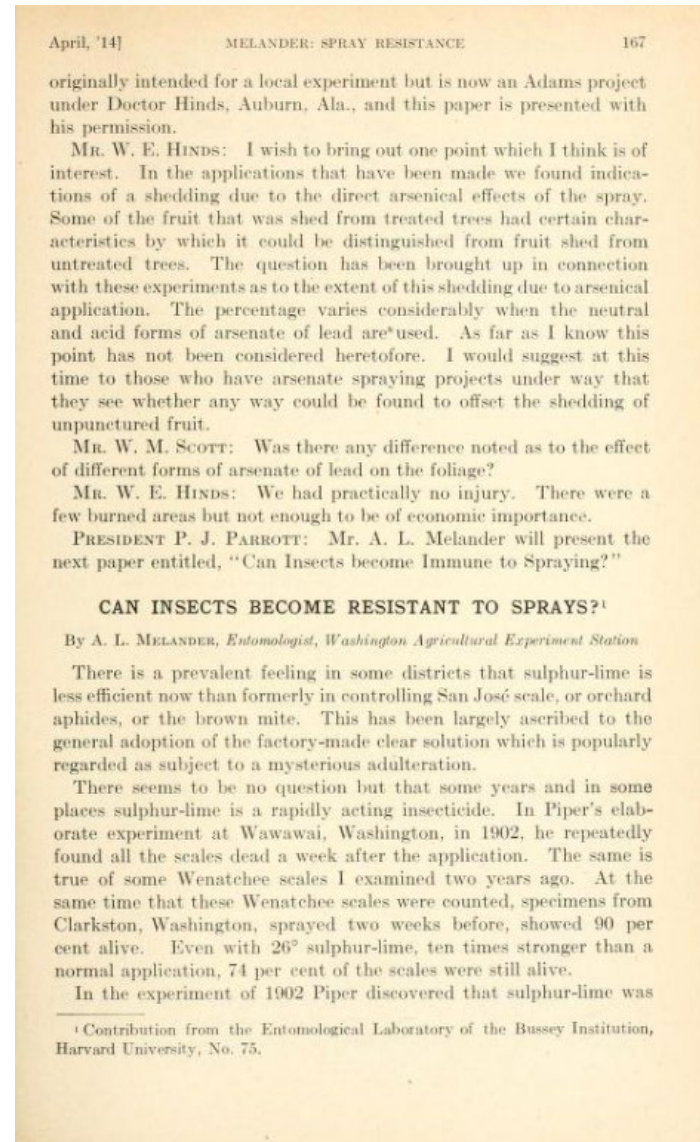 April, '14] MELANDER: SPRAY RESISTANCE 167
originally intended for a local experiment but is now an Adams project
under Doctor Hinds, Auburn, Ala., and this paper is presented with
his permission.
MR. W. E. HINDS: I wish to bring out one point which I think is of
interest. In the applications that have been made we found indica-
tions of a shedding due to the direct arsenical effects of the spray.
Some of the fruit that was shed from treated trees had certain char-
acteristics by which it could be distinguished from fruit shed from
untreated trees. The question has been brought up in connection
with these experiments as to the extent of this shedding due to arsenical
application. The percentage varies considerably when the neutral
and acid forms of arsenate of lead are used. As far as I know this
point has not been considered heretofore. I would suggest at this
time to those who have arsenate spraying projects under way that
they see whether any way could be found to offset the shedding of
unpunctured fruit.
MR. W. M. SCOTT: Was there any difference noted as to the effect
of different forms of arsenate of lead on the foliage?
MR. W. E. HINDS: We had practically no injury. There were a
few burned areas but not enough to be of economic importance.
PRESIDENT P. J. PARROTT: Mr. A. L. Melander will present the
next paper entitled, "Can Insects become Immune to Spraying?"
CAN INSECTS BECOME RESISTANT TO SPRAYS?¹
By A. L. MELANDER, Entomologist, Washington Agricultural Experiment Station
There is a prevalent feeling in some districts that sulphur-lime is
less efficient now than formerly in controlling San José scale, or orchard
aphides, or the brown mite. This has been largely ascribed to the
general adoption of the factory-made clear solution which is popularly
regarded as subject to a mysterious adulteration.
There seems to be no question but that some years and in some
places sulphur-lime is a rapidly acting insecticide. In Piper's elab-
orate experiment at Wawawai, Washington, in 1902, he repeatedly
found all the scales dead a week after the application. The same is
true of some Wenatchee scales I examined two years ago. At the
same time that these Wenatchee scales were counted, specimens from
Clarkston, Washington, sprayed two weeks before, showed 90 per
cent alive. Even with 26° sulphur-lime, ten times stronger than a
normal application, 74 per cent of the scales were still alive.
In the experiment of 1902 Piper discovered that sulphur-lime was
¹ Contribution from the Entomological Laboratory of the Bussey Institution,
Harvard University, No. 75.